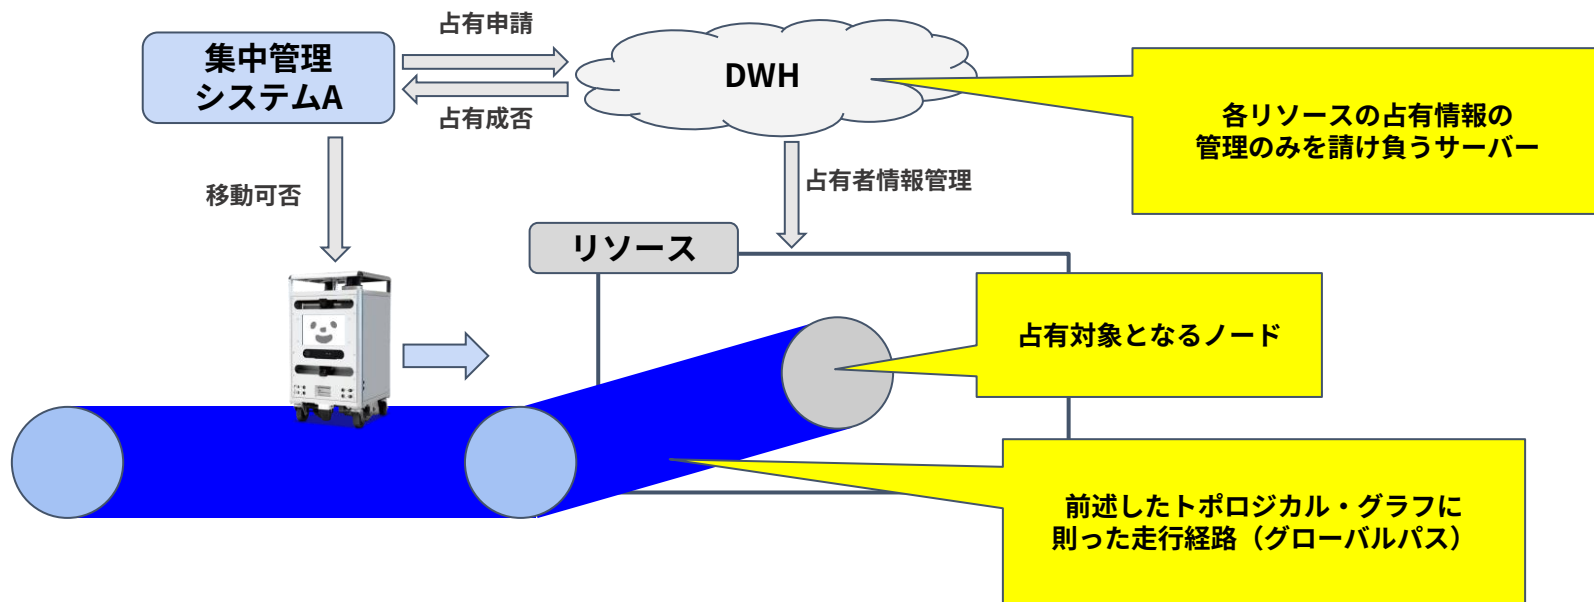 占有申請
集中管理
システムA
DWH
占有成否
各リソースの占有情報の
管理のみを請け負うサーバー
移動可否
占有者情報管理
リソース
占有対象となるノード
前述したトポロジカル・グラフに
則った走行経路（グローバルパス）